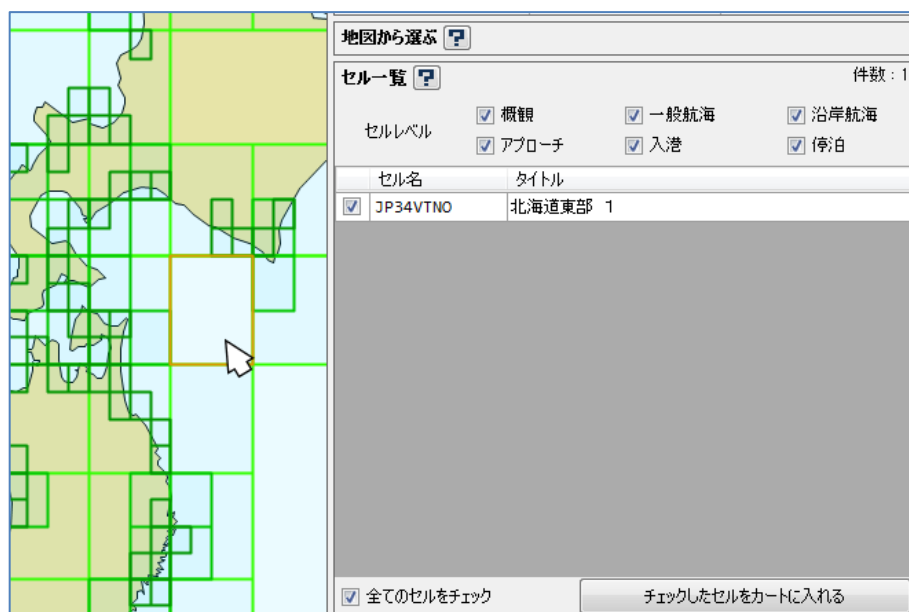 地図から選ぶ ?
セル一覧 ? 件数：1
セルレベル
概観 一般航海 沿岸航海
アプローチ 入港 停泊
セル名 タイトル
JP34VTNO 北海道東部 1
全てのセルをチェック チェックしたセルをカートに入れる